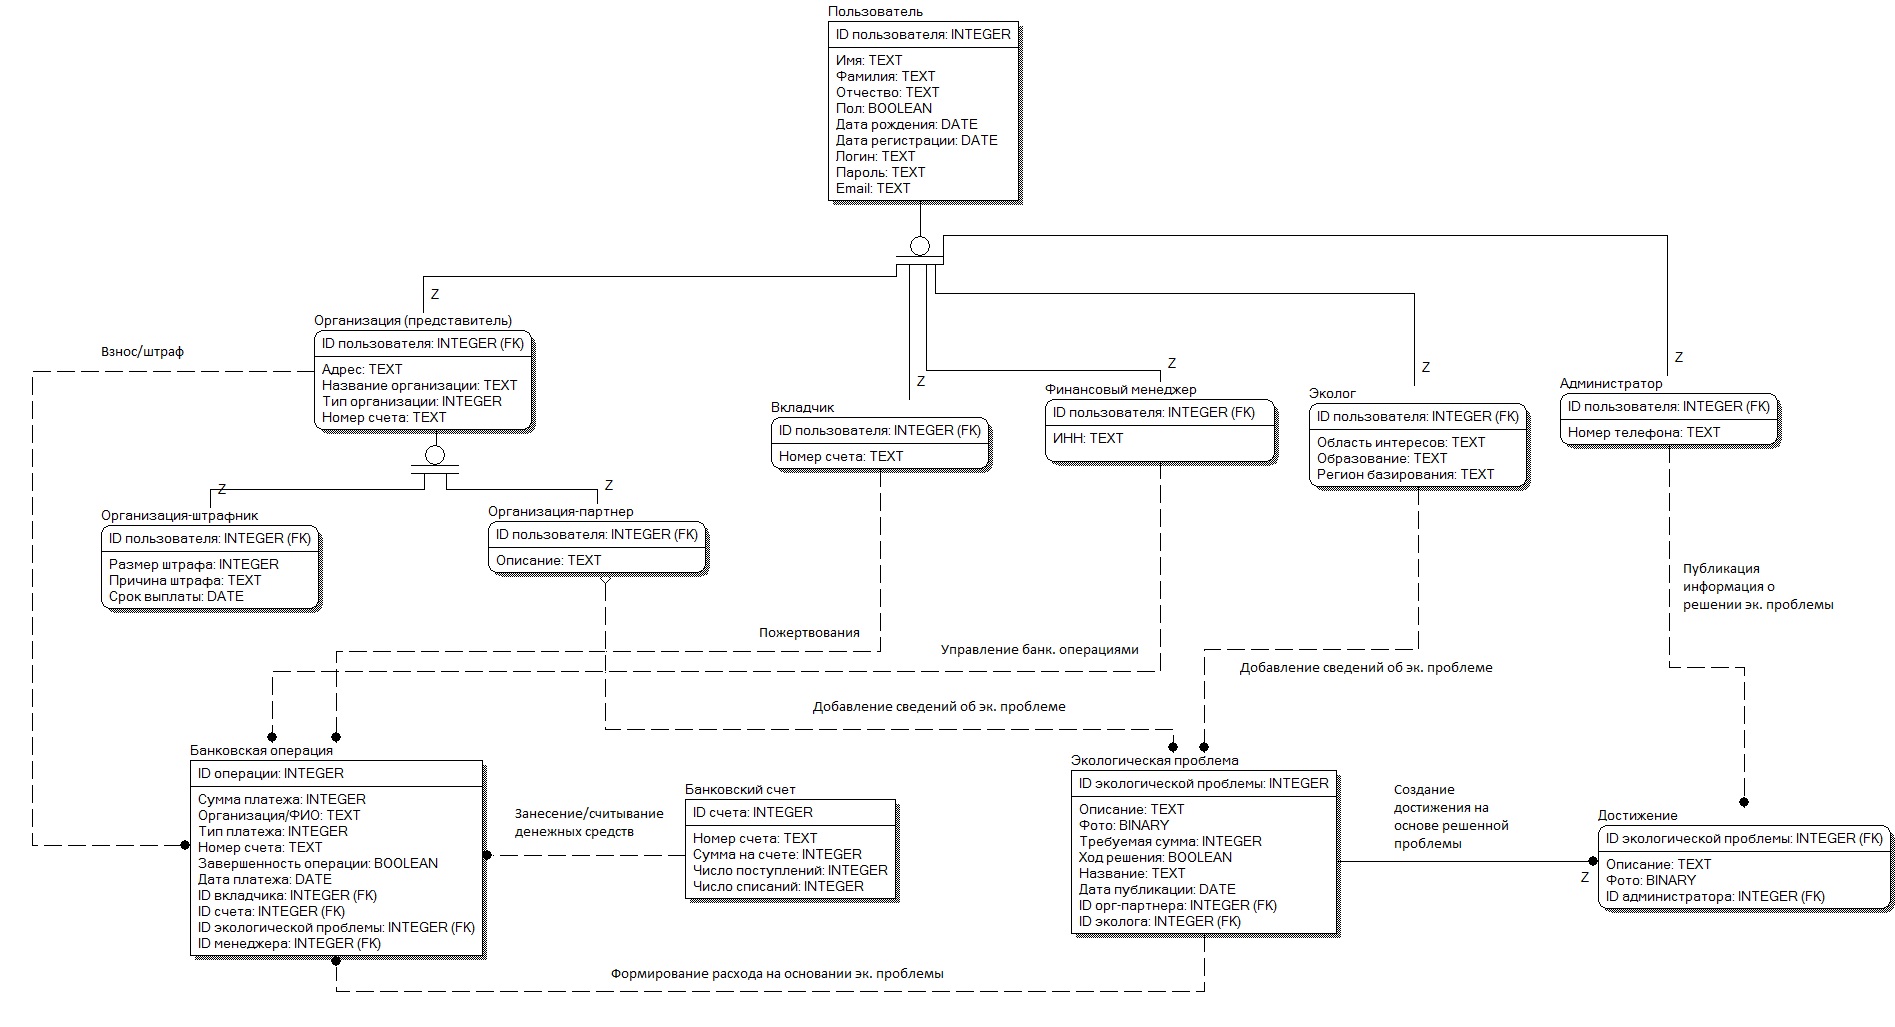 Пользователь
ID пользователя: INTEGER
Имя: TEXT
Фамилия: TEXT
Отчество: TEXT
Пол: BOOLEAN
Дата рождения: DATE
Дата регистрации: DATE
Логин: TEXT
Пароль: TEXT
Email: TEXT
Z
Организация (представитель)
ID пользователя: INTEGER (FK)
Адрес: TEXT
Название организации: TEXT
Тип организации: INTEGER
Номер счета: TEXT
Взнос/штраф
Z
Вкладчик
ID пользователя: INTEGER (FK)
Номер счета: TEXT
Z
Финансовый менеджер
ID пользователя: INTEGER (FK)
ИНН: TEXT
Z
Эколог
ID пользователя: INTEGER (FK)
Область интересов: TEXT
Образование: TEXT
Регион базирования: TEXT
Z
Администратор
ID пользователя: INTEGER (FK)
Номер телефона: TEXT
Z
Организация-штрафник
ID пользователя: INTEGER (FK)
Размер штрафа: INTEGER
Причина штрафа: TEXT
Срок выплаты: DATE
Z
Организация-партнер
ID пользователя: INTEGER (FK)
Описание: TEXT
Публикация
информация о
решении эк. проблемы
Пожертвования
Управление банк. операциями
Добавление сведений об эк. проблеме
Добавление сведений об эк. проблеме
Банковская операция
ID операции: INTEGER
Сумма платежа: INTEGER
Организация/ФИО: TEXT
Тип платежа: INTEGER
Номер счета: TEXT
Завершенность операции: BOOLEAN
Дата платежа: DATE
ID вкладчика: INTEGER (FK)
ID счета: INTEGER (FK)
ID экологической проблемы: INTEGER (FK)
ID менеджера: INTEGER (FK)
Занесение/считывание
денежных средств
Банковский счет
ID счета: INTEGER
Номер счета: TEXT
Сумма на счете: INTEGER
Число поступлений: INTEGER
Число списаний: INTEGER
Экологическая проблема
ID экологической проблемы: INTEGER
Описание: TEXT
Фото: BINARY
Требуемая сумма: INTEGER
Ход решения: BOOLEAN
Название: TEXT
Дата публикации: DATE
ID орг-партнера: INTEGER (FK)
ID эколога: INTEGER (FK)
Создание
достижения на
основе решенной
проблемы
Z
Достижение
ID экологической проблемы: INTEGER (FK)
Описание: TEXT
Фото: BINARY
ID администратора: INTEGER (FK)
Формирование расхода на основании эк. проблемы